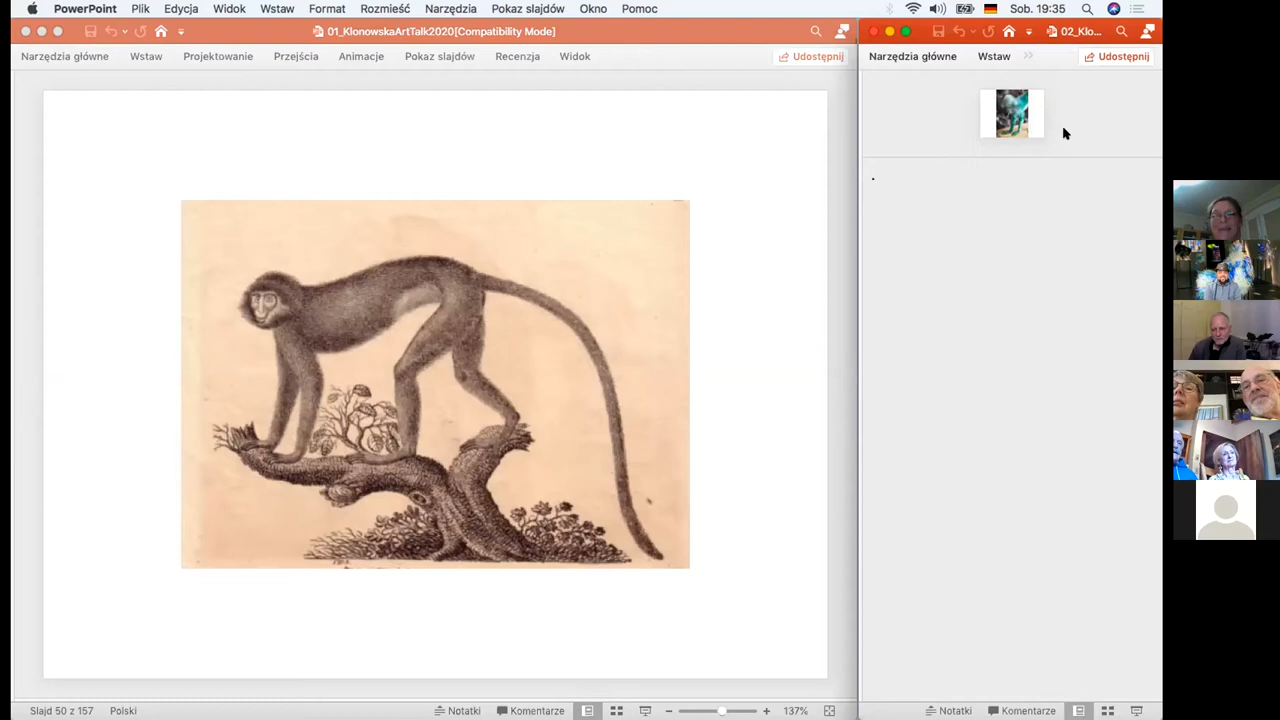 PowerPoint Plik Edycja Widok Wstaw Format Rozmieść Narzędzia Pokaz slajdów Okno Pomoc Sob. 19:35
01_KlonowskaArtTalk2020[Compatibility Mode]
02_Klo...
Narzędzia główne Wstaw Projektowanie Przejścia Animacje Pokaz slajdów Recenzja Widok Udostępnij
Narzędzia główne Wstaw Udostępnij
Slajd 50 z 157 Polski Notatki Komentarze 137%
Notatki Komentarze